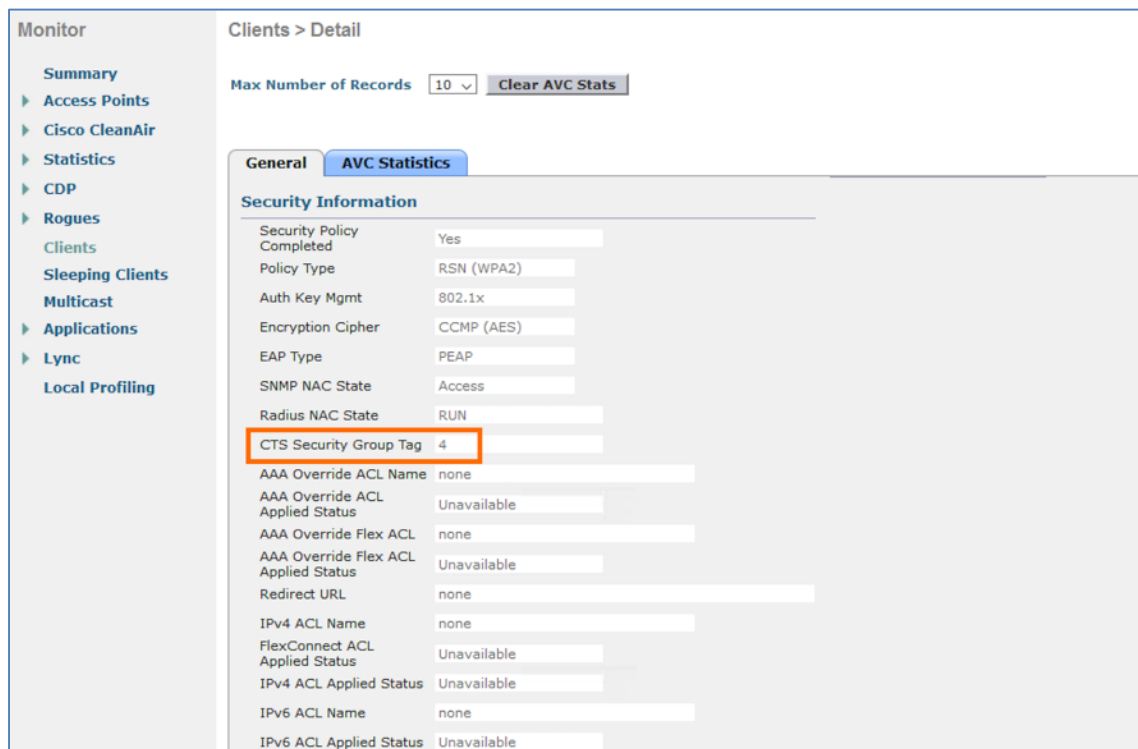 Monitor
Summary
Access Points
Cisco CleanAir
Statistics
CDP
Rogues
Clients
Sleeping Clients
Multicast
Applications
Lync
Local Profiling
Clients > Detail
Max Number of Records 10 Clear AVC Stats
General AVC Statistics
Security Information
Security Policy
Completed Yes
Policy Type RSN (WPA2)
Auth Key Mgmt 802.1x
Encryption Cipher CCMP (AES)
EAP Type PEAP
SNMP NAC State Access
Radius NAC State RUN
CTS Security Group Tag 4
AAA Override ACL Name none
AAA Override ACL
Applied Status Unavailable
AAA Override Flex ACL none
AAA Override Flex ACL
Applied Status Unavailable
Redirect URL none
IPv4 ACL Name none
FlexConnect ACL
Applied Status Unavailable
IPv4 ACL Applied Status Unavailable
IPv6 ACL Name none
IPv6 ACL Applied Status Unavailable